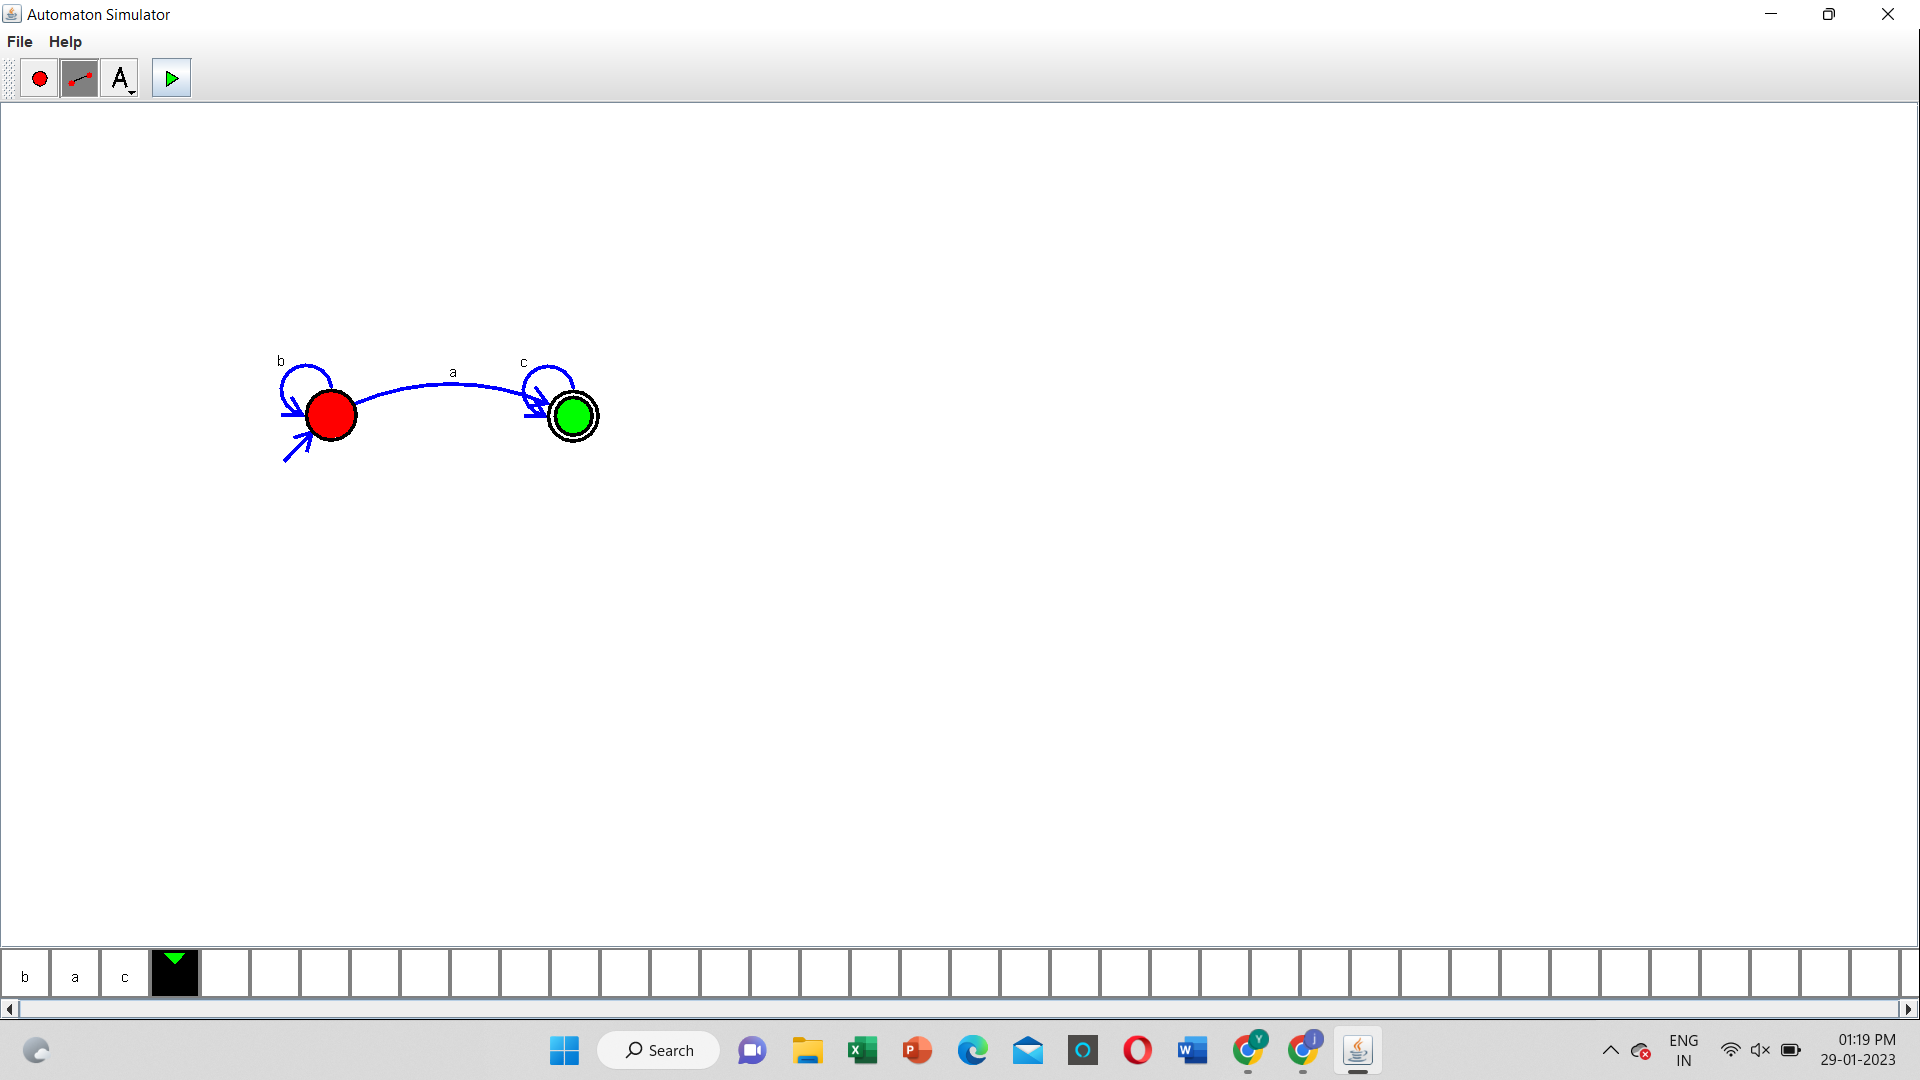 Automaton Simulator
File Help
A
b
a
c
b a c
Search
Y
J
ENG
IN
01:19 PM
29-01-2023